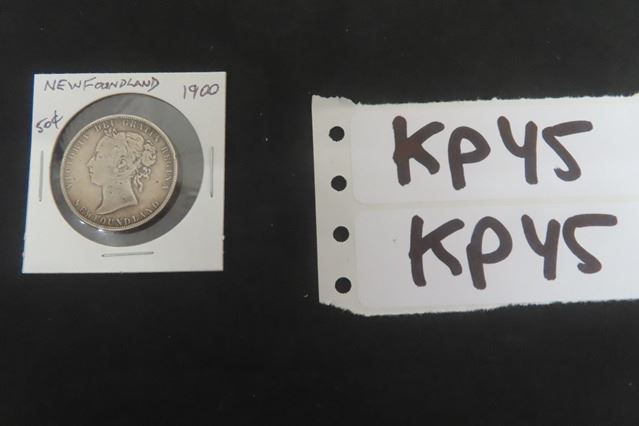 NEWFOUNDLAND 1900
50¢
VICTORIA DEI GRATIA REGINA
NEWFOUNDLAND
KP45
KP45